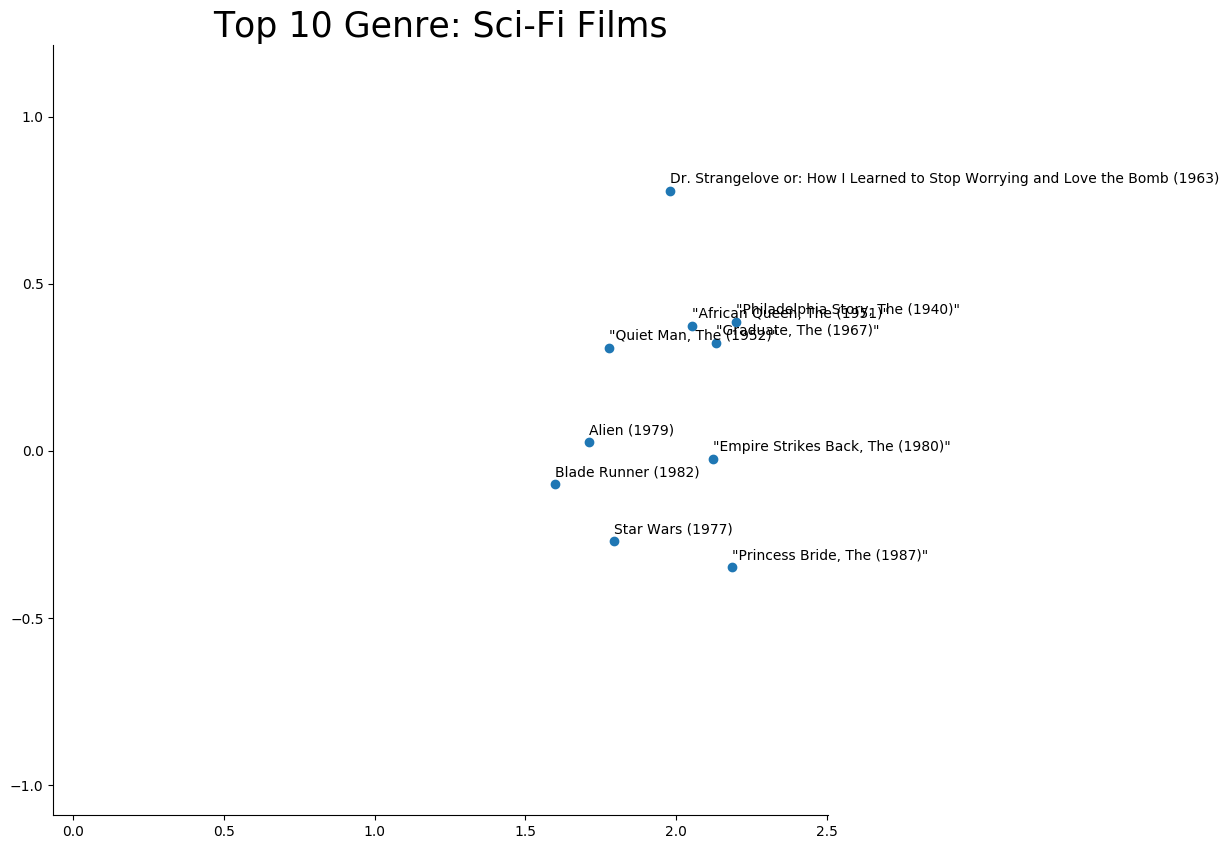 Top 10 Genre: Sci-Fi Films
1.0
Dr. Strangelove or: How I Learned to Stop Worrying and Love the Bomb (1963)
0.5
"Philadelphia Story, The (1940)"
"African Queen, The (1951)"
"Graduate, The (1967)"
"Quiet Man, The (1952)"
Alien (1979)
0.0
"Empire Strikes Back, The (1980)"
Blade Runner (1982)
Star Wars (1977)
"Princess Bride, The (1987)"
−0.5
−1.0
0.0 0.5 1.0 1.5 2.0 2.5